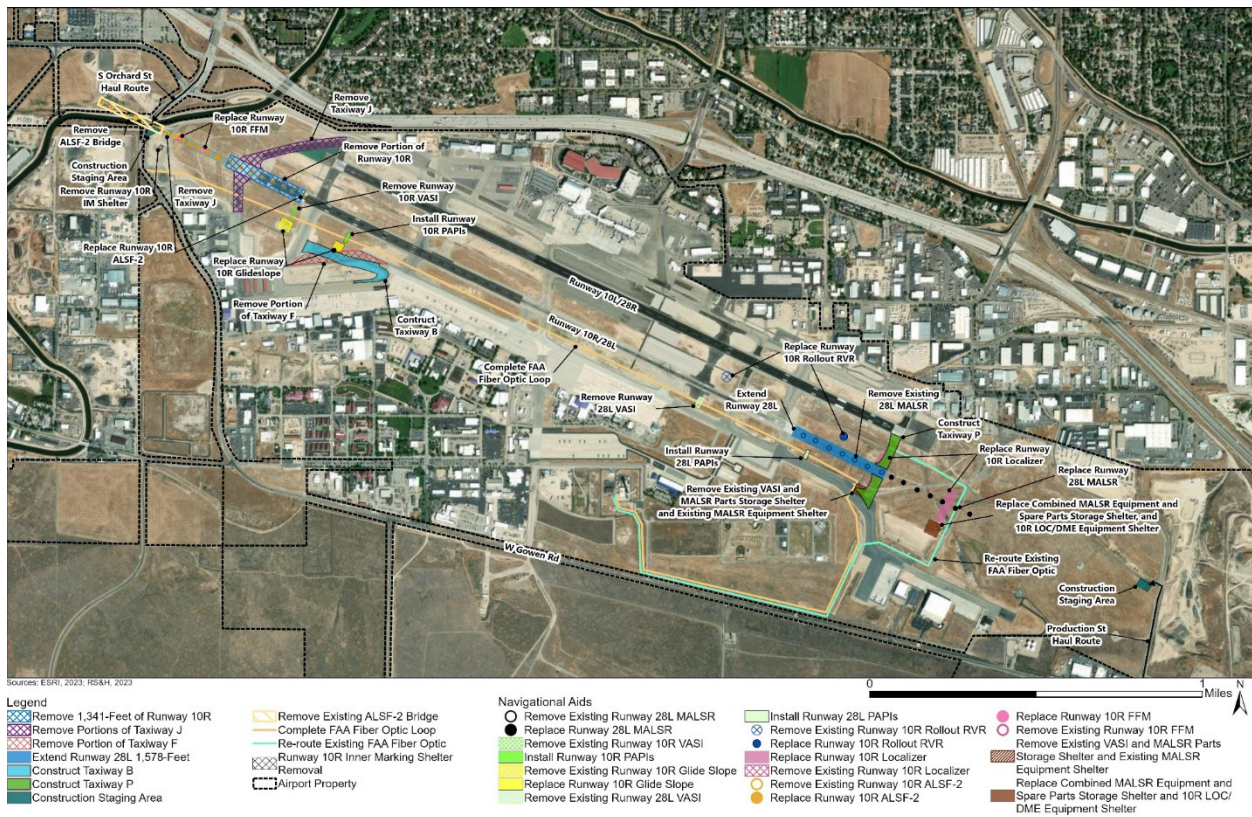 S Orchard St
Haul Route
Remove
Taxiway J
Replace Runway
10R FFM
Remove
ALSF-2 Bridge
Remove Portion of
Runway 10R
Construction
Staging Area
Remove Runway 10R
IM Shelter
Remove
Taxiway J
Remove Runway
10R VASI
Install Runway
10R PAPIs
Replace Runway 10R
ALSF-2
Replace Runway
10R Glideslope
Remove Portion
of Taxiway F
Contruct
Taxiway B
Runway 10L/28R
Runway 10R/28L
Complete FAA
Fiber Optic Loop
Replace Runway
10R Rollout RVR
Remove Runway
28L VASI
Extend
Runway 28L
Remove Existing
28L MALSR
Construct
Taxiway P
Install Runway
28L PAPIs
Replace Runway
10R Localizer
Replace Runway
28L MALSR
Remove Existing VASI and
MALSR Parts Storage Shelter
and Existing MALSR Equipment Shelter
Replace Combined MALSR Equipment and
Spare Parts Storage Shelter, and
10R LOC/DME Equipment Shelter
W Gowen Rd
Re-route Existing
FAA Fiber Optic
Construction
Staging Area
Production St
Haul Route
Sources: ESRI, 2023; RS&H, 2023
0 1
Miles
N
Legend
Remove 1,341-Feet of Runway 10R
Remove Portions of Taxiway J
Remove Portion of Taxiway F
Extend Runway 28L 1,578-Feet
Construct Taxiway B
Construct Taxiway P
Construction Staging Area
Remove Existing ALSF-2 Bridge
Complete FAA Fiber Optic Loop
Re-route Existing FAA Fiber Optic
Runway 10R Inner Marking Shelter
Removal
Airport Property
Navigational Aids
Remove Existing Runway 28L MALSR
Replace Runway 28L MALSR
Remove Existing Runway 10R VASI
Install Runway 10R PAPIs
Remove Existing Runway 10R Glide Slope
Replace Runway 10R Glide Slope
Remove Existing Runway 28L VASI
Install Runway 28L PAPIs
Remove Existing Runway 10R Rollout RVR
Replace Runway 10R Rollout RVR
Replace Runway 10R Localizer
Remove Existing Runway 10R Localizer
Remove Existing Runway 10R ALSF-2
Replace Runway 10R ALSF-2
Replace Runway 10R FFM
Remove Existing Runway 10R FFM
Remove Existing VASI and MALSR Parts
Storage Shelter and Existing MALSR
Equipment Shelter
Replace Combined MALSR Equipment and
Spare Parts Storage Shelter and 10R LOC/
DME Equipment Shelter